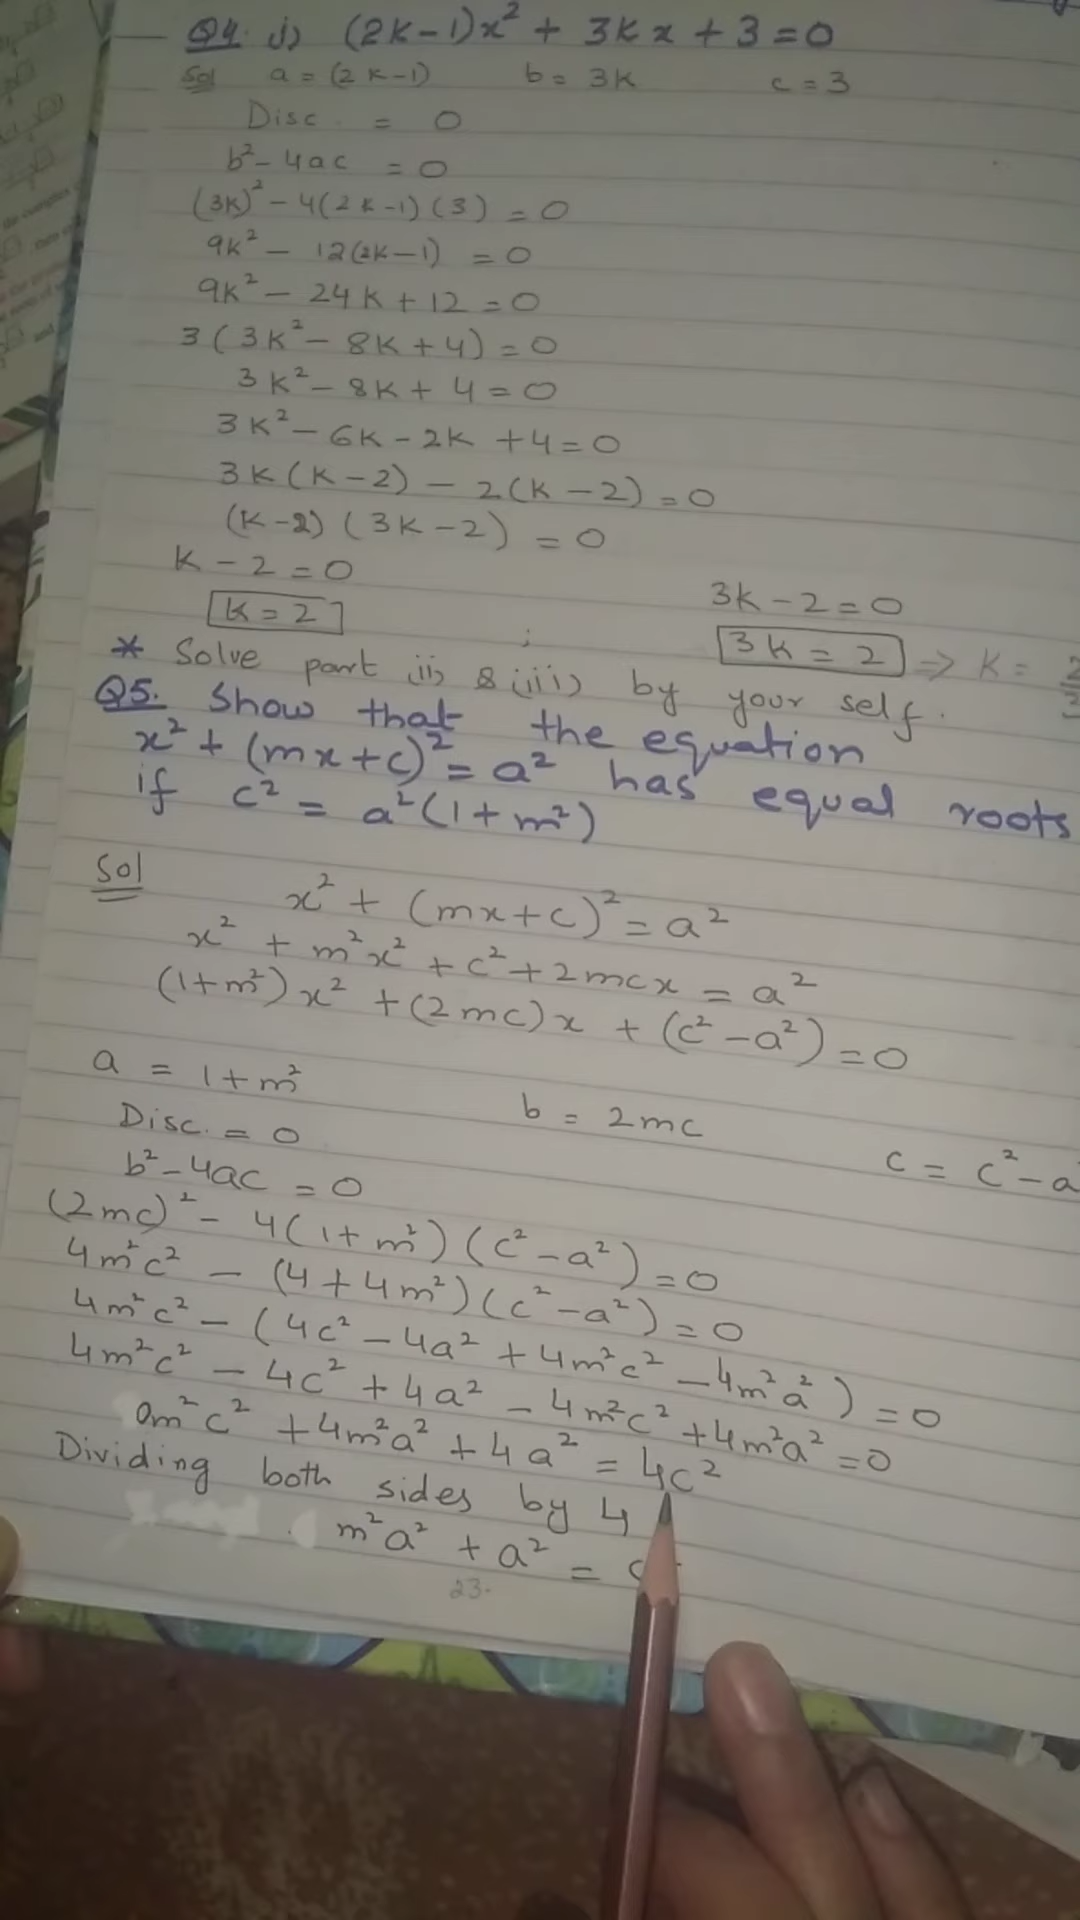 Q4. i) (2k-1)x² + 3kx + 3 = 0
Sol a = (2k-1) b = 3k c = 3
Disc. = 0
b² - 4ac = 0
(3k)² - 4(2k-1)(3) = 0
9k² - 12(2k-1) = 0
9k² - 24k + 12 = 0
3(3k² - 8k + 4) = 0
3k² - 8k + 4 = 0
3k² - 6k - 2k + 4 = 0
3k(k-2) - 2(k-2) = 0
(k-2)(3k-2) = 0
k - 2 = 0 3k - 2 = 0
k = 2 ; 3k = 2 => k = 2/3
* Solve part ii) & iii) by your self.
Q5. Show that the equation
x² + (mx+c)² = a² has equal roots
if c² = a²(1+m²)
Sol
x² + (mx+c)² = a²
x² + m²x² + c² + 2mcx = a²
(1+m²)x² + (2mc)x + (c²-a²) = 0
a = 1+m² b = 2mc c = c²-a
Disc. = 0
b² - 4ac = 0
(2mc)² - 4(1+m²)(c²-a²) = 0
4m²c² - (4+4m²)(c²-a²) = 0
4m²c² - (4c² - 4a² + 4m²c² - 4m²a²) = 0
4m²c² - 4c² + 4a² - 4m²c² + 4m²a² = 0
0m²c² + 4m²a² + 4a² = 4c²
Dividing both sides by 4
m²a² + a² =
23.